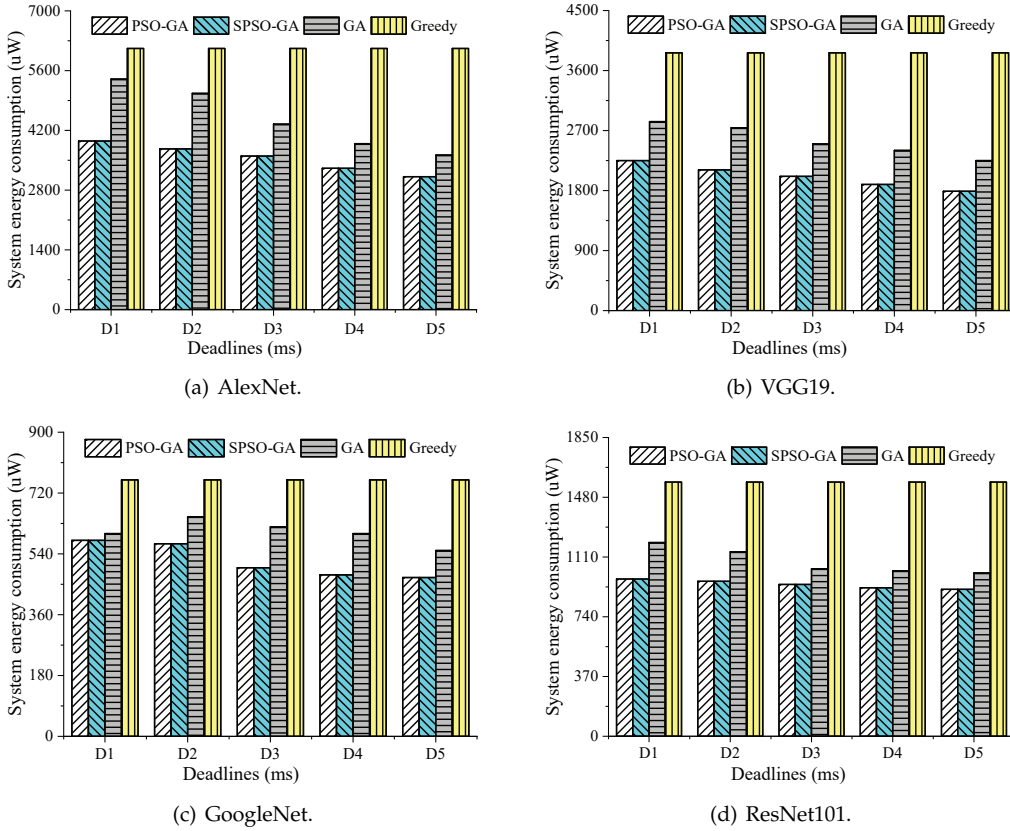 7000
5600
4200
2800
1400
0
System energy consumption (uW)
PSO-GA SPSO-GA GA Greedy
D1 D2 D3 D4 D5
Deadlines (ms)
(a) AlexNet.
4500
3600
2700
1800
900
0
System energy consumption (uW)
PSO-GA SPSO-GA GA Greedy
D1 D2 D3 D4 D5
Deadlines (ms)
(b) VGG19.
900
720
540
360
180
0
System energy consumption (uW)
PSO-GA SPSO-GA GA Greedy
D1 D2 D3 D4 D5
Deadlines (ms)
(c) GoogleNet.
1850
1480
1110
740
370
0
System energy consumption (uW)
PSO-GA SPSO-GA GA Greedy
D1 D2 D3 D4 D5
Deadlines (ms)
(d) ResNet101.